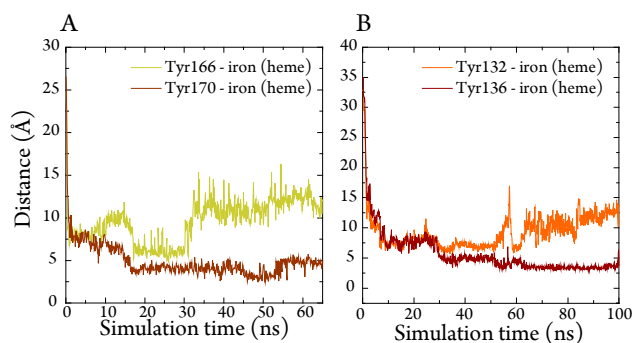 A
B
30
25
20
15
10
5
0
Distance (Å)
Tyr166 - iron (heme)
Tyr170 - iron (heme)
0 10 20 30 40 50 60
Simulation time (ns)
40
35
30
25
20
15
10
5
0
Tyr132 - iron (heme)
Tyr136 - iron (heme)
0 20 40 60 80 100
Simulation time (ns)